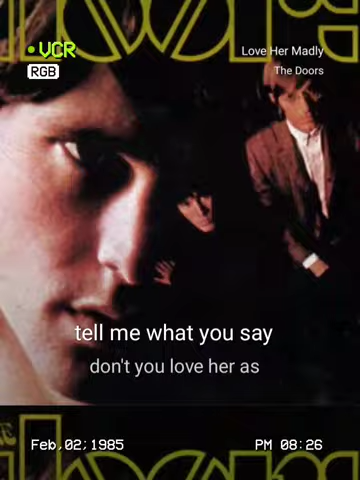 VCR
RGB
Love Her Madly
The Doors
tell me what you say
don't you love her as
Feb,02;1985
PM 08:26